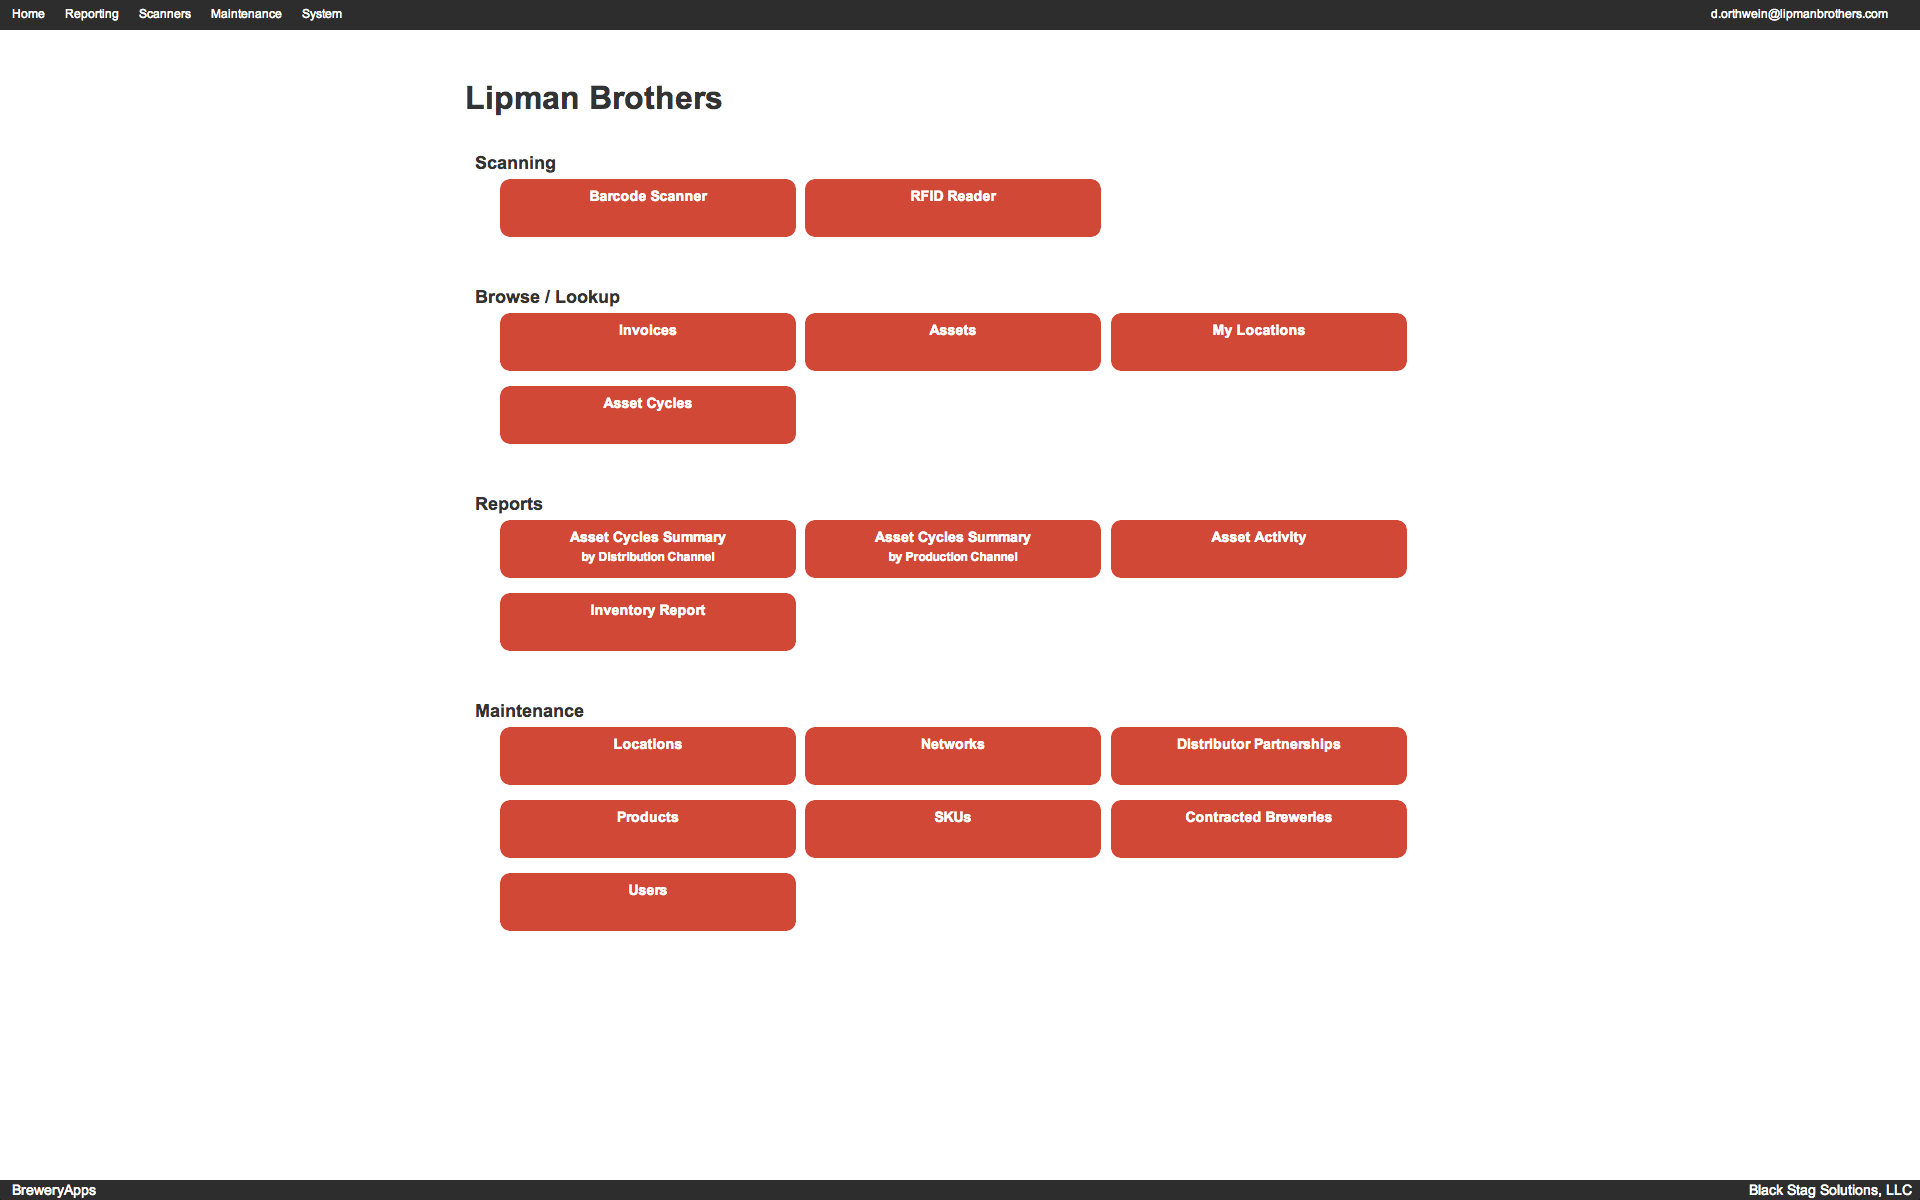 Home Reporting Scanners Maintenance System d.orthwein@lipmanbrothers.com
Lipman Brothers
Scanning
Barcode Scanner RFID Reader
Browse / Lookup
Invoices Assets My Locations
Asset Cycles
Reports
Asset Cycles Summary Asset Cycles Summary Asset Activity
by Distribution Channel by Production Channel
Inventory Report
Maintenance
Locations Networks Distributor Partnerships
Products SKUs Contracted Breweries
Users
BreweryApps Black Stag Solutions, LLC